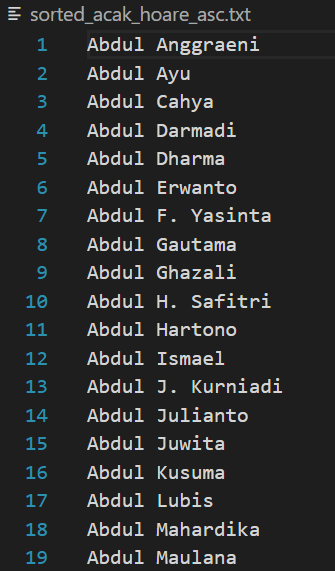 sorted_acak_hoare_asc.txt
1 Abdul Anggraeni
2 Abdul Ayu
3 Abdul Cahya
4 Abdul Darmadi
5 Abdul Dharma
6 Abdul Erwanto
7 Abdul F. Yasinta
8 Abdul Gautama
9 Abdul Ghazali
10 Abdul H. Safitri
11 Abdul Hartono
12 Abdul Ismael
13 Abdul J. Kurniadi
14 Abdul Julianto
15 Abdul Juwita
16 Abdul Kusuma
17 Abdul Lubis
18 Abdul Mahardika
19 Abdul Maulana